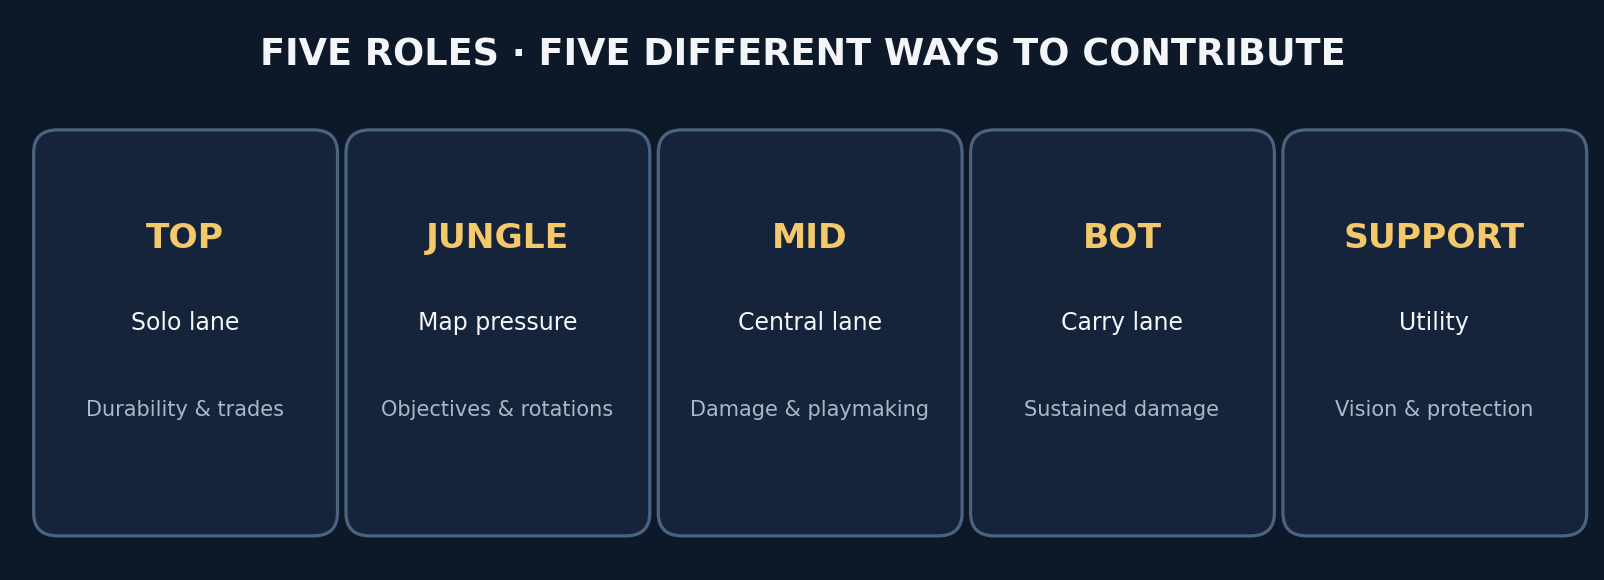 FIVE ROLES · FIVE DIFFERENT WAYS TO CONTRIBUTE
TOP
Solo lane
Durability & trades
JUNGLE
Map pressure
Objectives & rotations
MID
Central lane
Damage & playmaking
BOT
Carry lane
Sustained damage
SUPPORT
Utility
Vision & protection